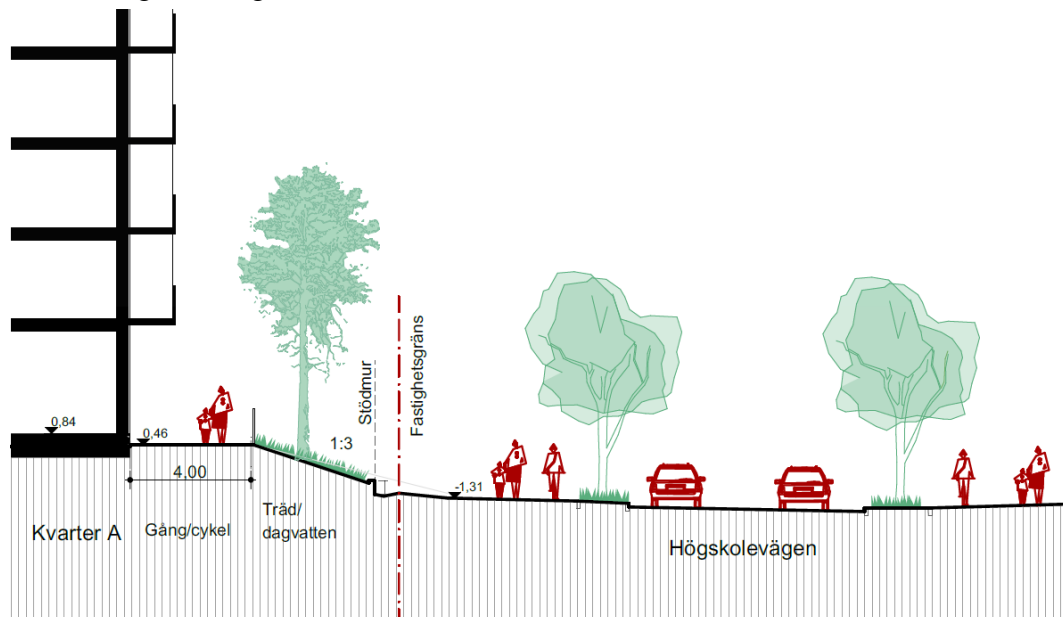 Stödmur
Fastighetsgräns
0,84
0,46
1:3
4,00
-1,31
Kvarter A
Gång/cykel
Träd/
dagvatten
Högskolevägen